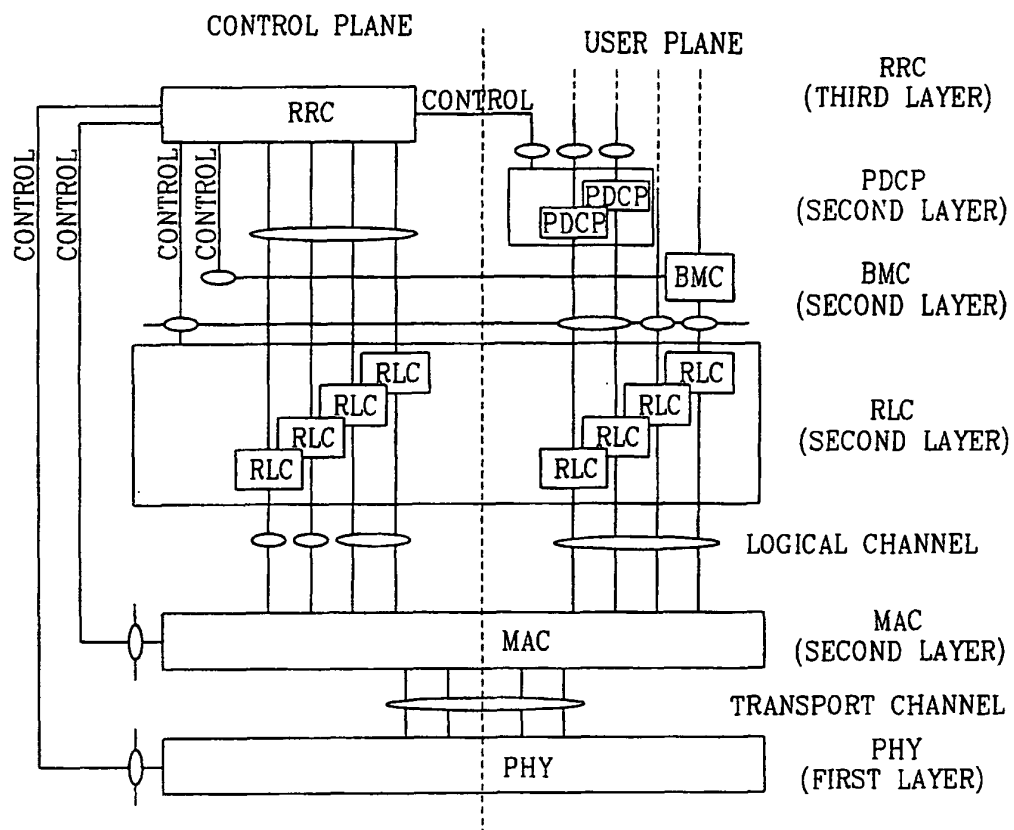 CONTROL PLANE
USER PLANE
RRC
(THIRD LAYER)
RRC
CONTROL
CONTROL
CONTROL
CONTROL
CONTROL
PDCP
PDCP
PDCP
(SECOND LAYER)
BMC
BMC
(SECOND LAYER)
RLC
RLC
RLC
RLC
RLC
RLC
RLC
RLC
RLC
(SECOND LAYER)
LOGICAL CHANNEL
MAC
MAC
(SECOND LAYER)
TRANSPORT CHANNEL
PHY
PHY
(FIRST LAYER)